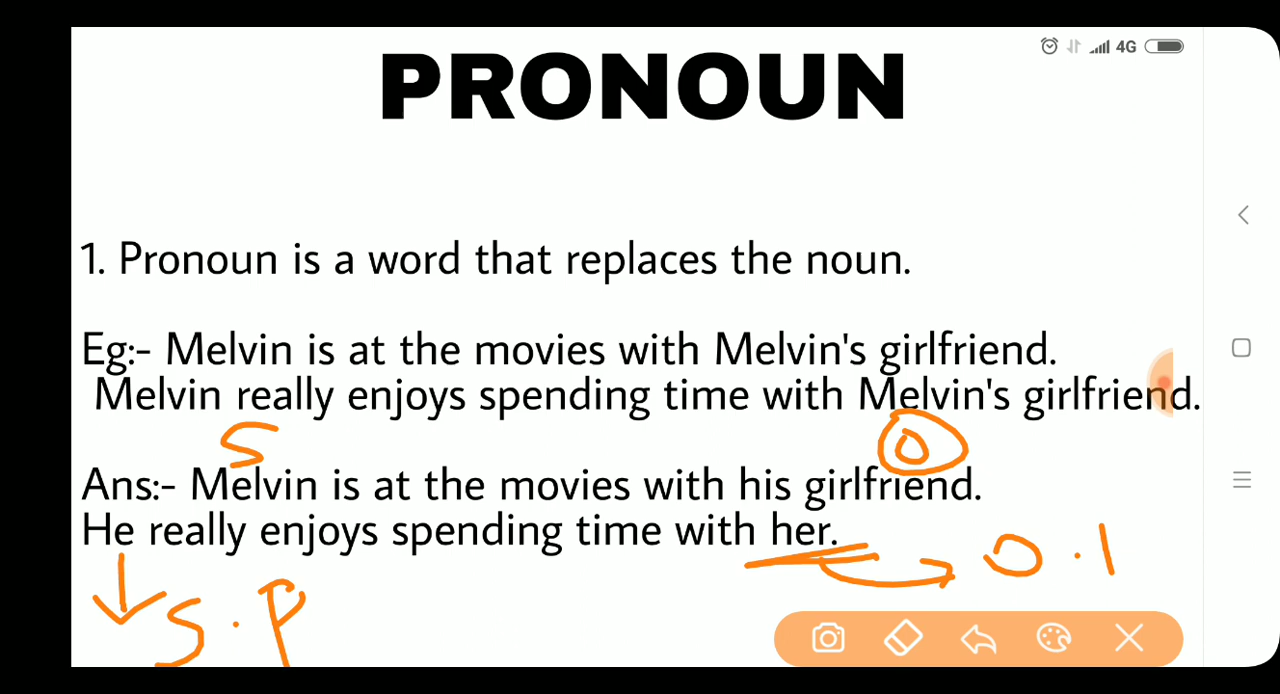 4G
PRONOUN
1. Pronoun is a word that replaces the noun.
Eg:- Melvin is at the movies with Melvin's girlfriend.
Melvin really enjoys spending time with Melvin's girlfriend.
S O
Ans:- Melvin is at the movies with his girlfriend.
He really enjoys spending time with her.
O.1
S.P